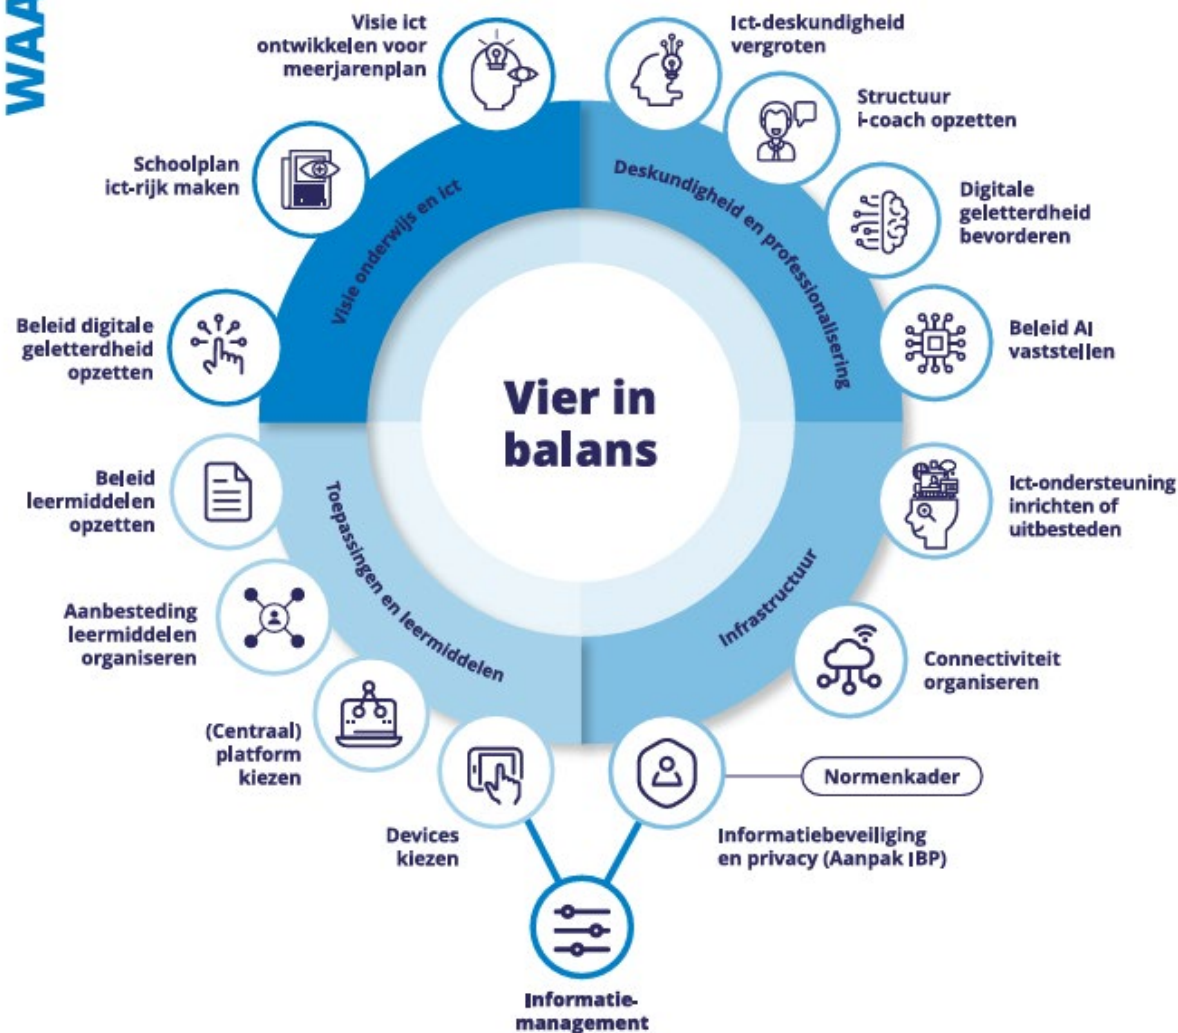 WAA
Visie ict
ontwikkelen voor
meerjarenplan
Ict-deskundigheid
vergroten
Structuur
i-coach opzetten
Schoolplan
ict-rijk maken
Digitale
geletterdheid
bevorderen
Visie onderwijs en ict
Deskundigheid en professionalisering
Beleid digitale
geletterdheid
opzetten
Beleid AI
vaststellen
Vier in
balans
Beleid
leermiddelen
opzetten
Ict-ondersteuning
inrichten of
uitbesteden
Toepassingen en leermiddelen
Infrastructuur
Aanbesteding
leermiddelen
organiseren
Connectiviteit
organiseren
(Centraal)
platform
kiezen
Normenkader
Devices
kiezen
Informatiebeveiliging
en privacy (Aanpak IBP)
Informatie-
management